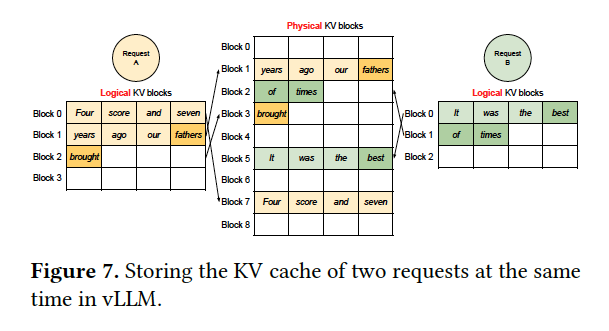 Physical KV blocks
Request
A
Request
B
Logical KV blocks
Block 0 Four score and seven
Block 1 years ago our fathers
Block 2 brought
Block 3
Block 0
Block 1 years ago our fathers
Block 2 of times
Block 3 brought
Block 4
Block 5 It was the best
Block 6
Block 7 Four score and seven
Block 8
Logical KV blocks
Block 0 It was the best
Block 1 of times
Block 2
Figure 7. Storing the KV cache of two requests at the same
time in vLLM.